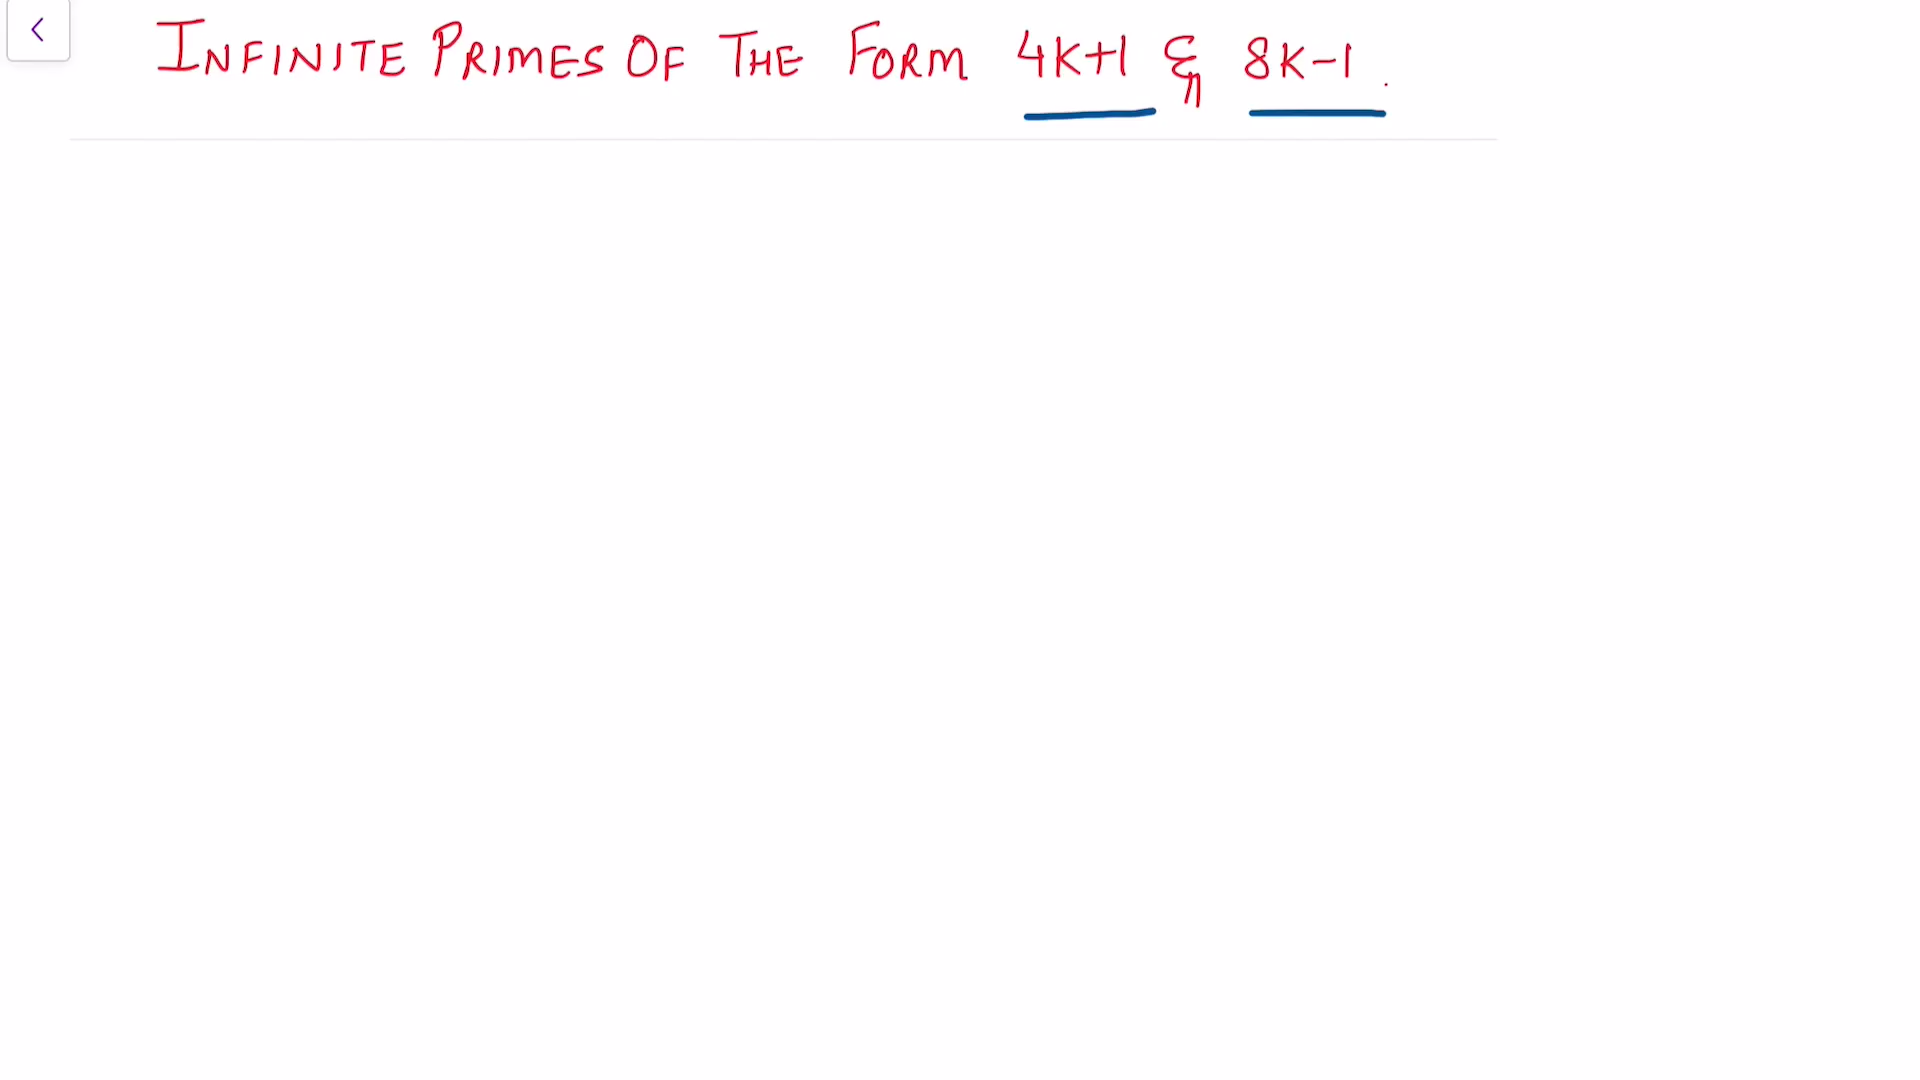 INFINITE PRIMES OF THE FORM 4K+1 & 8K-1.